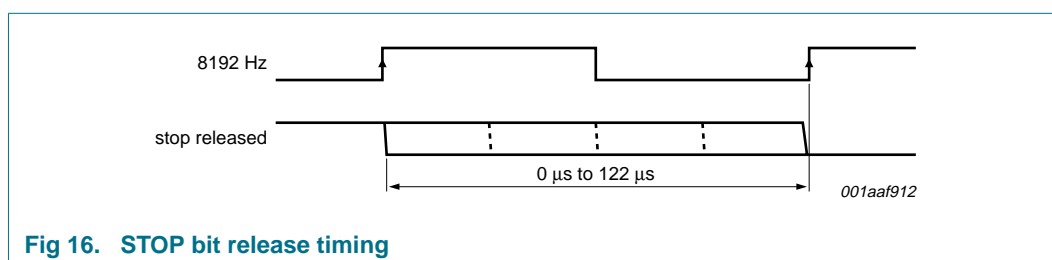 8192 Hz
stop released
0 μs to 122 μs
001aaf912
Fig 16. STOP bit release timing